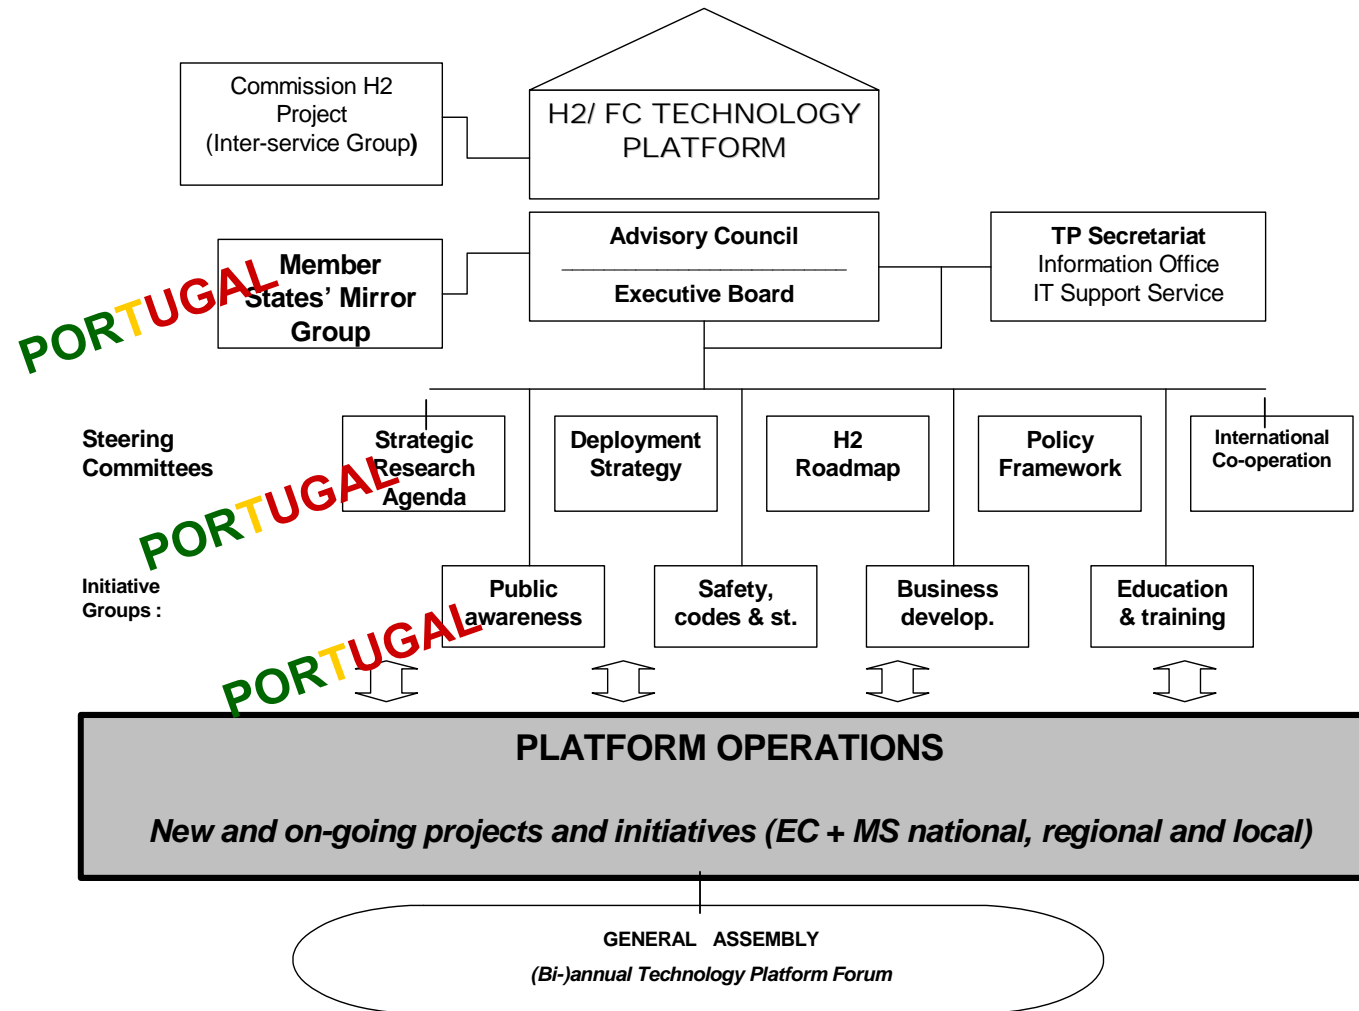 Commission H2
Project
(Inter-service Group)
H2/ FC TECHNOLOGY
PLATFORM
Member
States’ Mirror
Group
PORTUGAL
Advisory Council
Executive Board
TP Secretariat
Information Office
IT Support Service
Steering
Committees
Strategic
Research
Agenda
PORTUGAL
Deployment
Strategy
H2
Roadmap
Policy
Framework
International
Co-operation
Initiative
Groups :
Public
awareness
PORTUGAL
Safety,
codes & st.
Business
develop.
Education
& training
PLATFORM OPERATIONS
New and on-going projects and initiatives (EC + MS national, regional and local)
GENERAL ASSEMBLY
(Bi-)annual Technology Platform Forum